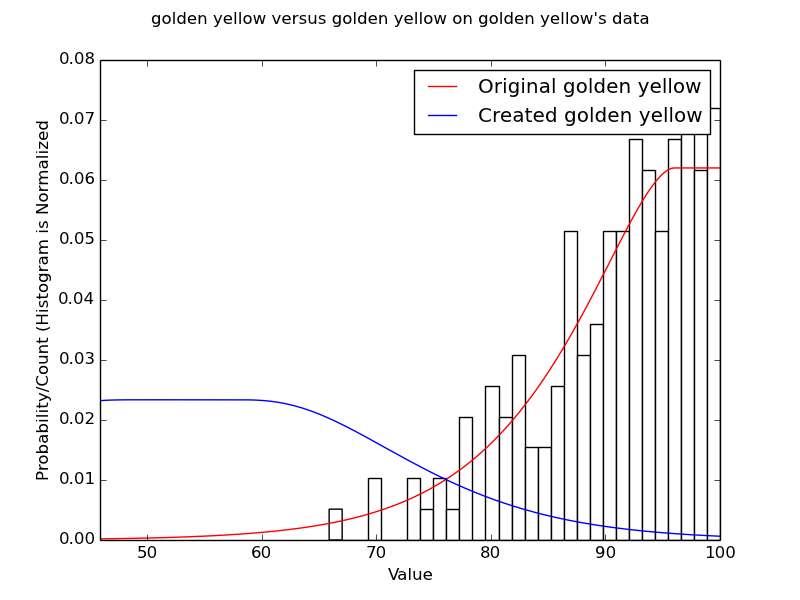 golden yellow versus golden yellow on golden yellow's data
0.08
0.07
0.06
0.05
0.04
0.03
0.02
0.01
0.00
Probability/Count (Histogram is Normalized
Original golden yellow
Created golden yellow
50 60 70 80 90 100
Value